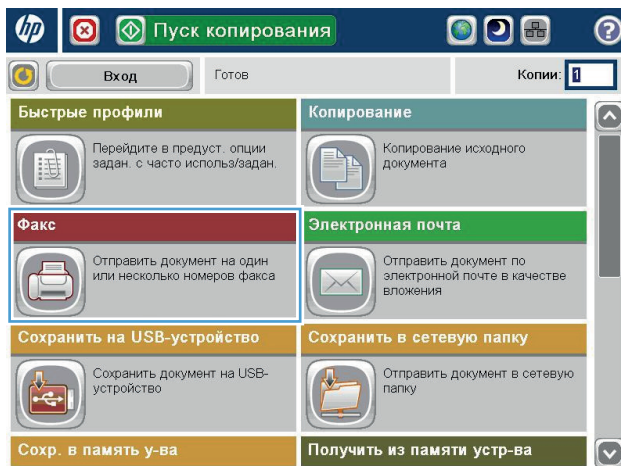 hp Пуск копирования ?
Вход Готов Копии: 1
Быстрые профили
Перейдите в предуст. опции
задан. с часто использ/задан.
Копирование
Копирование исходного
документа
Факс
Отправить документ на один
или несколько номеров факса
Электронная почта
Отправить документ по
электронной почте в качестве
вложения
Сохранить на USB-устройство
Сохранить документ на USB-
устройство
Сохранить в сетевую папку
Отправить документ в сетевую
папку
Сохр. в память у-ва
Получить из памяти устр-ва